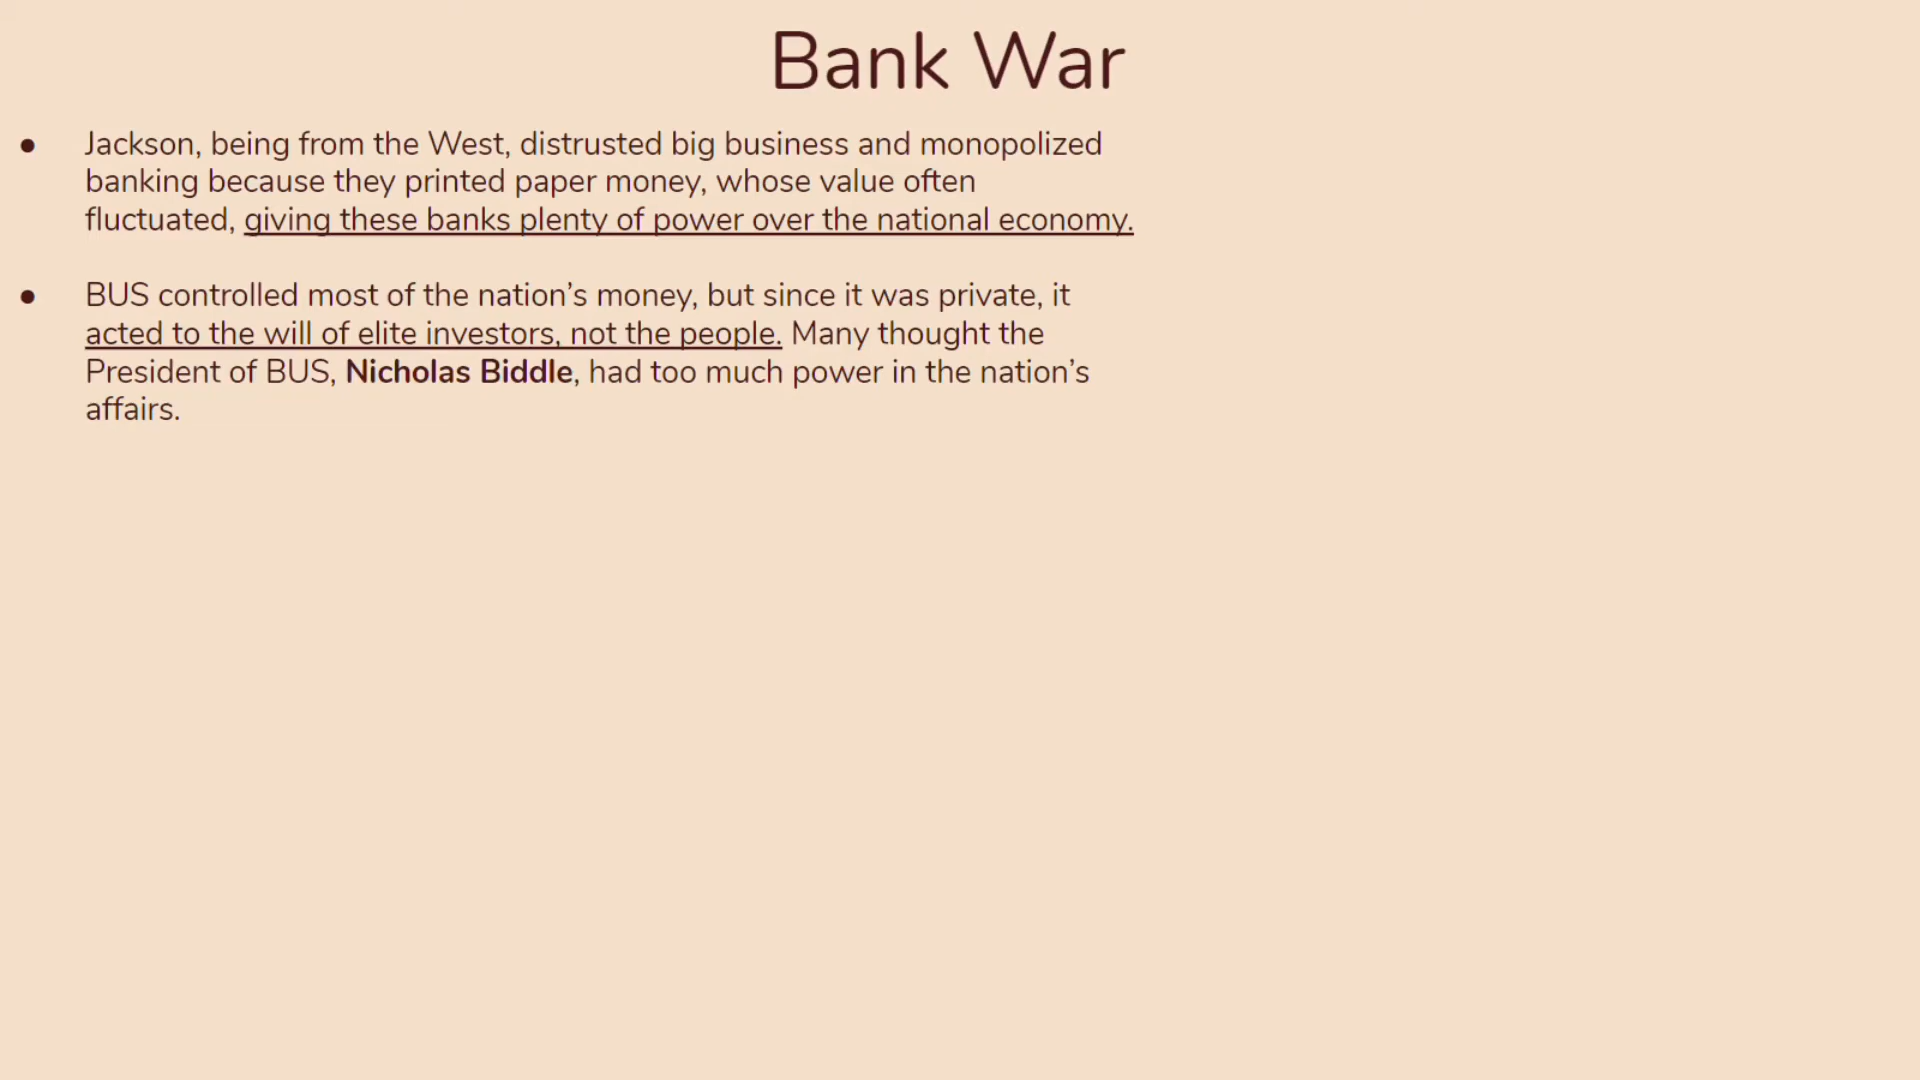 Bank War
● Jackson, being from the West, distrusted big business and monopolized
banking because they printed paper money, whose value often
fluctuated, giving these banks plenty of power over the national economy.
● BUS controlled most of the nation’s money, but since it was private, it
acted to the will of elite investors, not the people. Many thought the
President of BUS, Nicholas Biddle, had too much power in the nation’s
affairs.